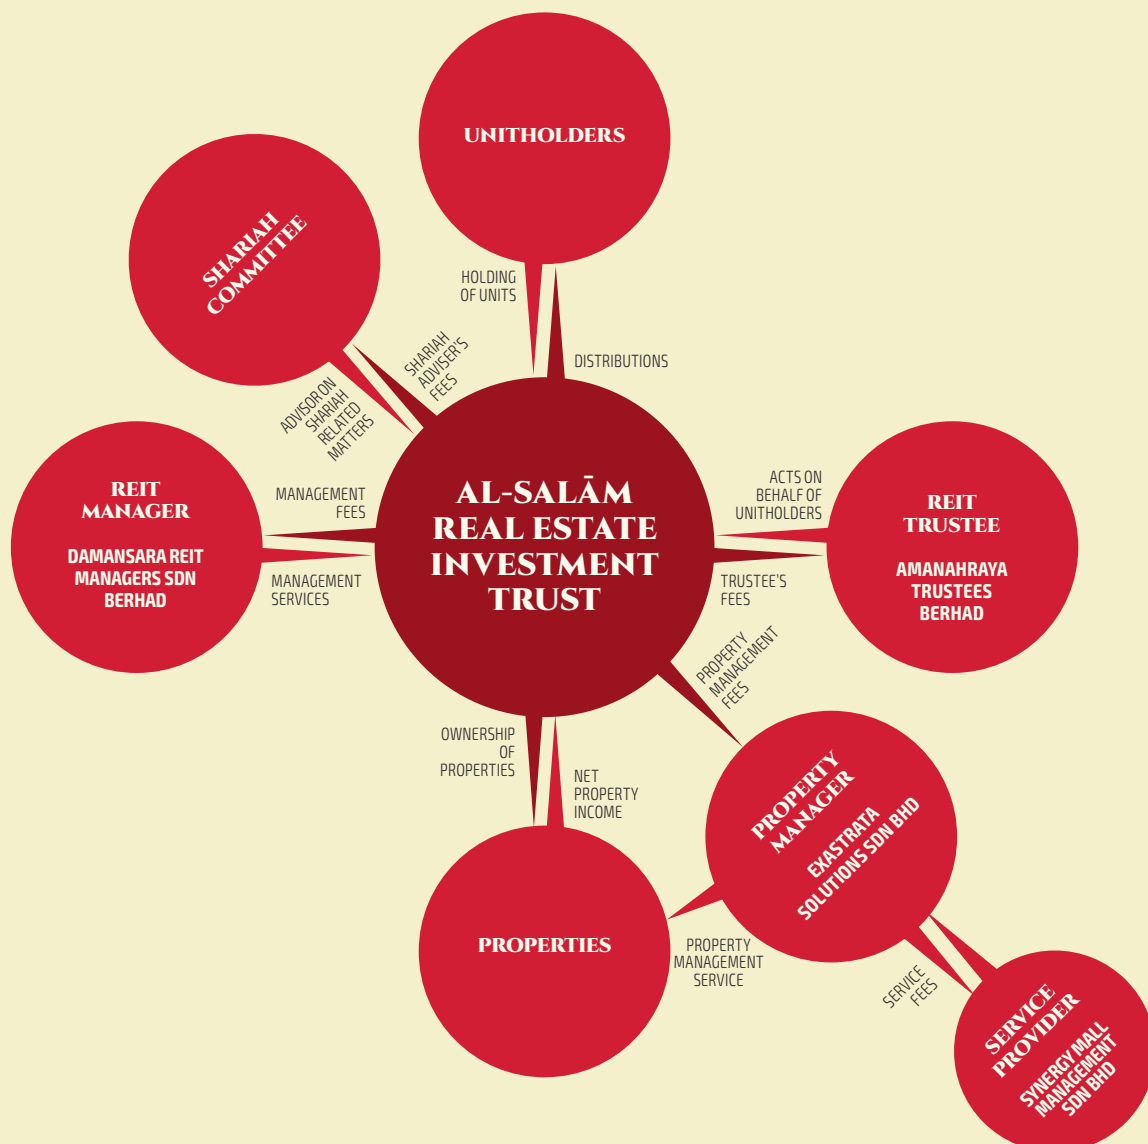 UNITHOLDERS
SHARIAH
COMMITTEE
HOLDING
OF UNITS
DISTRIBUTIONS
SHARIAH
ADVISER'S
FEES
ADVISOR ON
SHARIAH
RELATED
MATTERS
REIT
MANAGER
DAMANSARA REIT
MANAGERS SDN
BERHAD
MANAGEMENT
FEES
MANAGEMENT
SERVICES
AL-SALĀM
REAL ESTATE
INVESTMENT
TRUST
ACTS ON
BEHALF OF
UNITHOLDERS
TRUSTEE'S
FEES
REIT
TRUSTEE
AMANAHRAYA
TRUSTEES
BERHAD
PROPERTY
MANAGEMENT
FEES
OWNERSHIP
OF
PROPERTIES
NET
PROPERTY
INCOME
PROPERTY
MANAGER
EXASTRATA
SOLUTIONS SDN BHD
PROPERTIES
PROPERTY
MANAGEMENT
SERVICE
SERVICE
FEES
SERVICE
PROVIDER
SYNERGY MALL
MANAGEMENT
SDN BHD